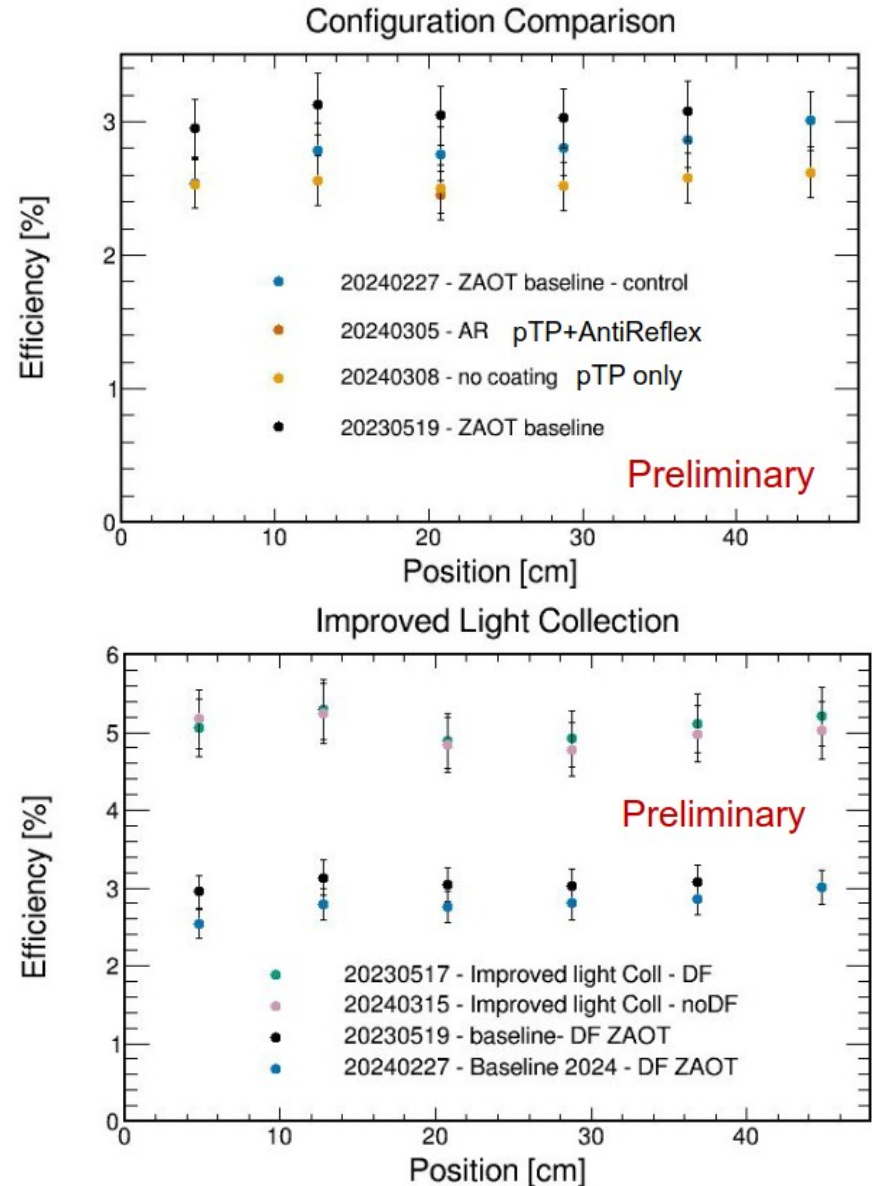 Configuration Comparison
Efficiency [%]
3
2
1
0
20240227 - ZAOT baseline - control
20240305 - AR pTP+AntiReflex
20240308 - no coating pTP only
20230519 - ZAOT baseline
Preliminary
0 10 20 30 40
Position [cm]
Improved Light Collection
Efficiency [%]
6
5
4
3
2
1
0
Preliminary
20230517 - Improved light Coll - DF
20240315 - Improved light Coll - noDF
20230519 - baseline- DF ZAOT
20240227 - Baseline 2024 - DF ZAOT
0 10 20 30 40
Position [cm]